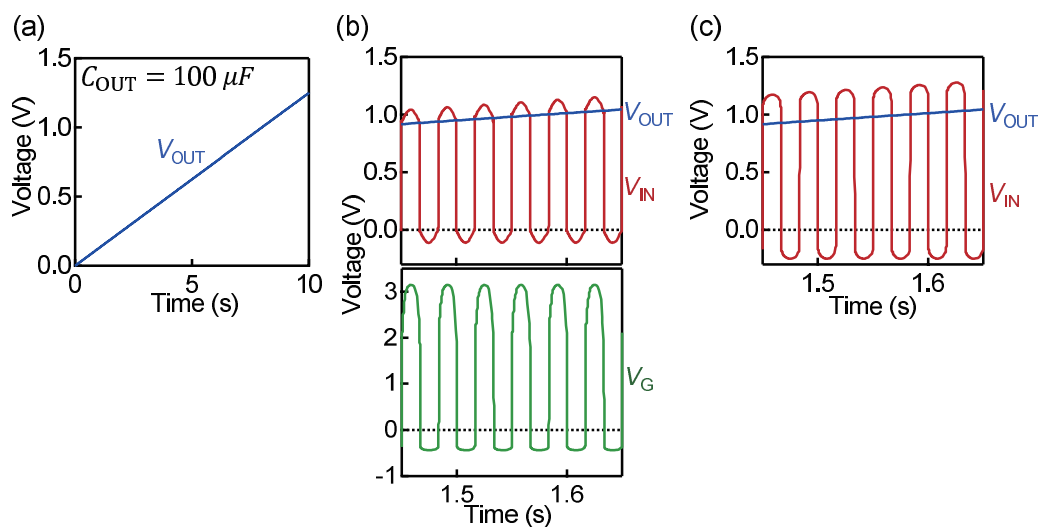 (a)
1.5
1.0
0.5
0.0
Voltage (V)
C_OUT = 100 μF
V_OUT
0
5
10
Time (s)
(b)
1.5
1.0
0.5
0.0
V_OUT
V_IN
3
2
1
0
-1
Voltage (V)
V_G
1.5
1.6
Time (s)
(c)
1.5
1.0
0.5
0.0
Voltage (V)
V_OUT
V_IN
1.5
1.6
Time (s)